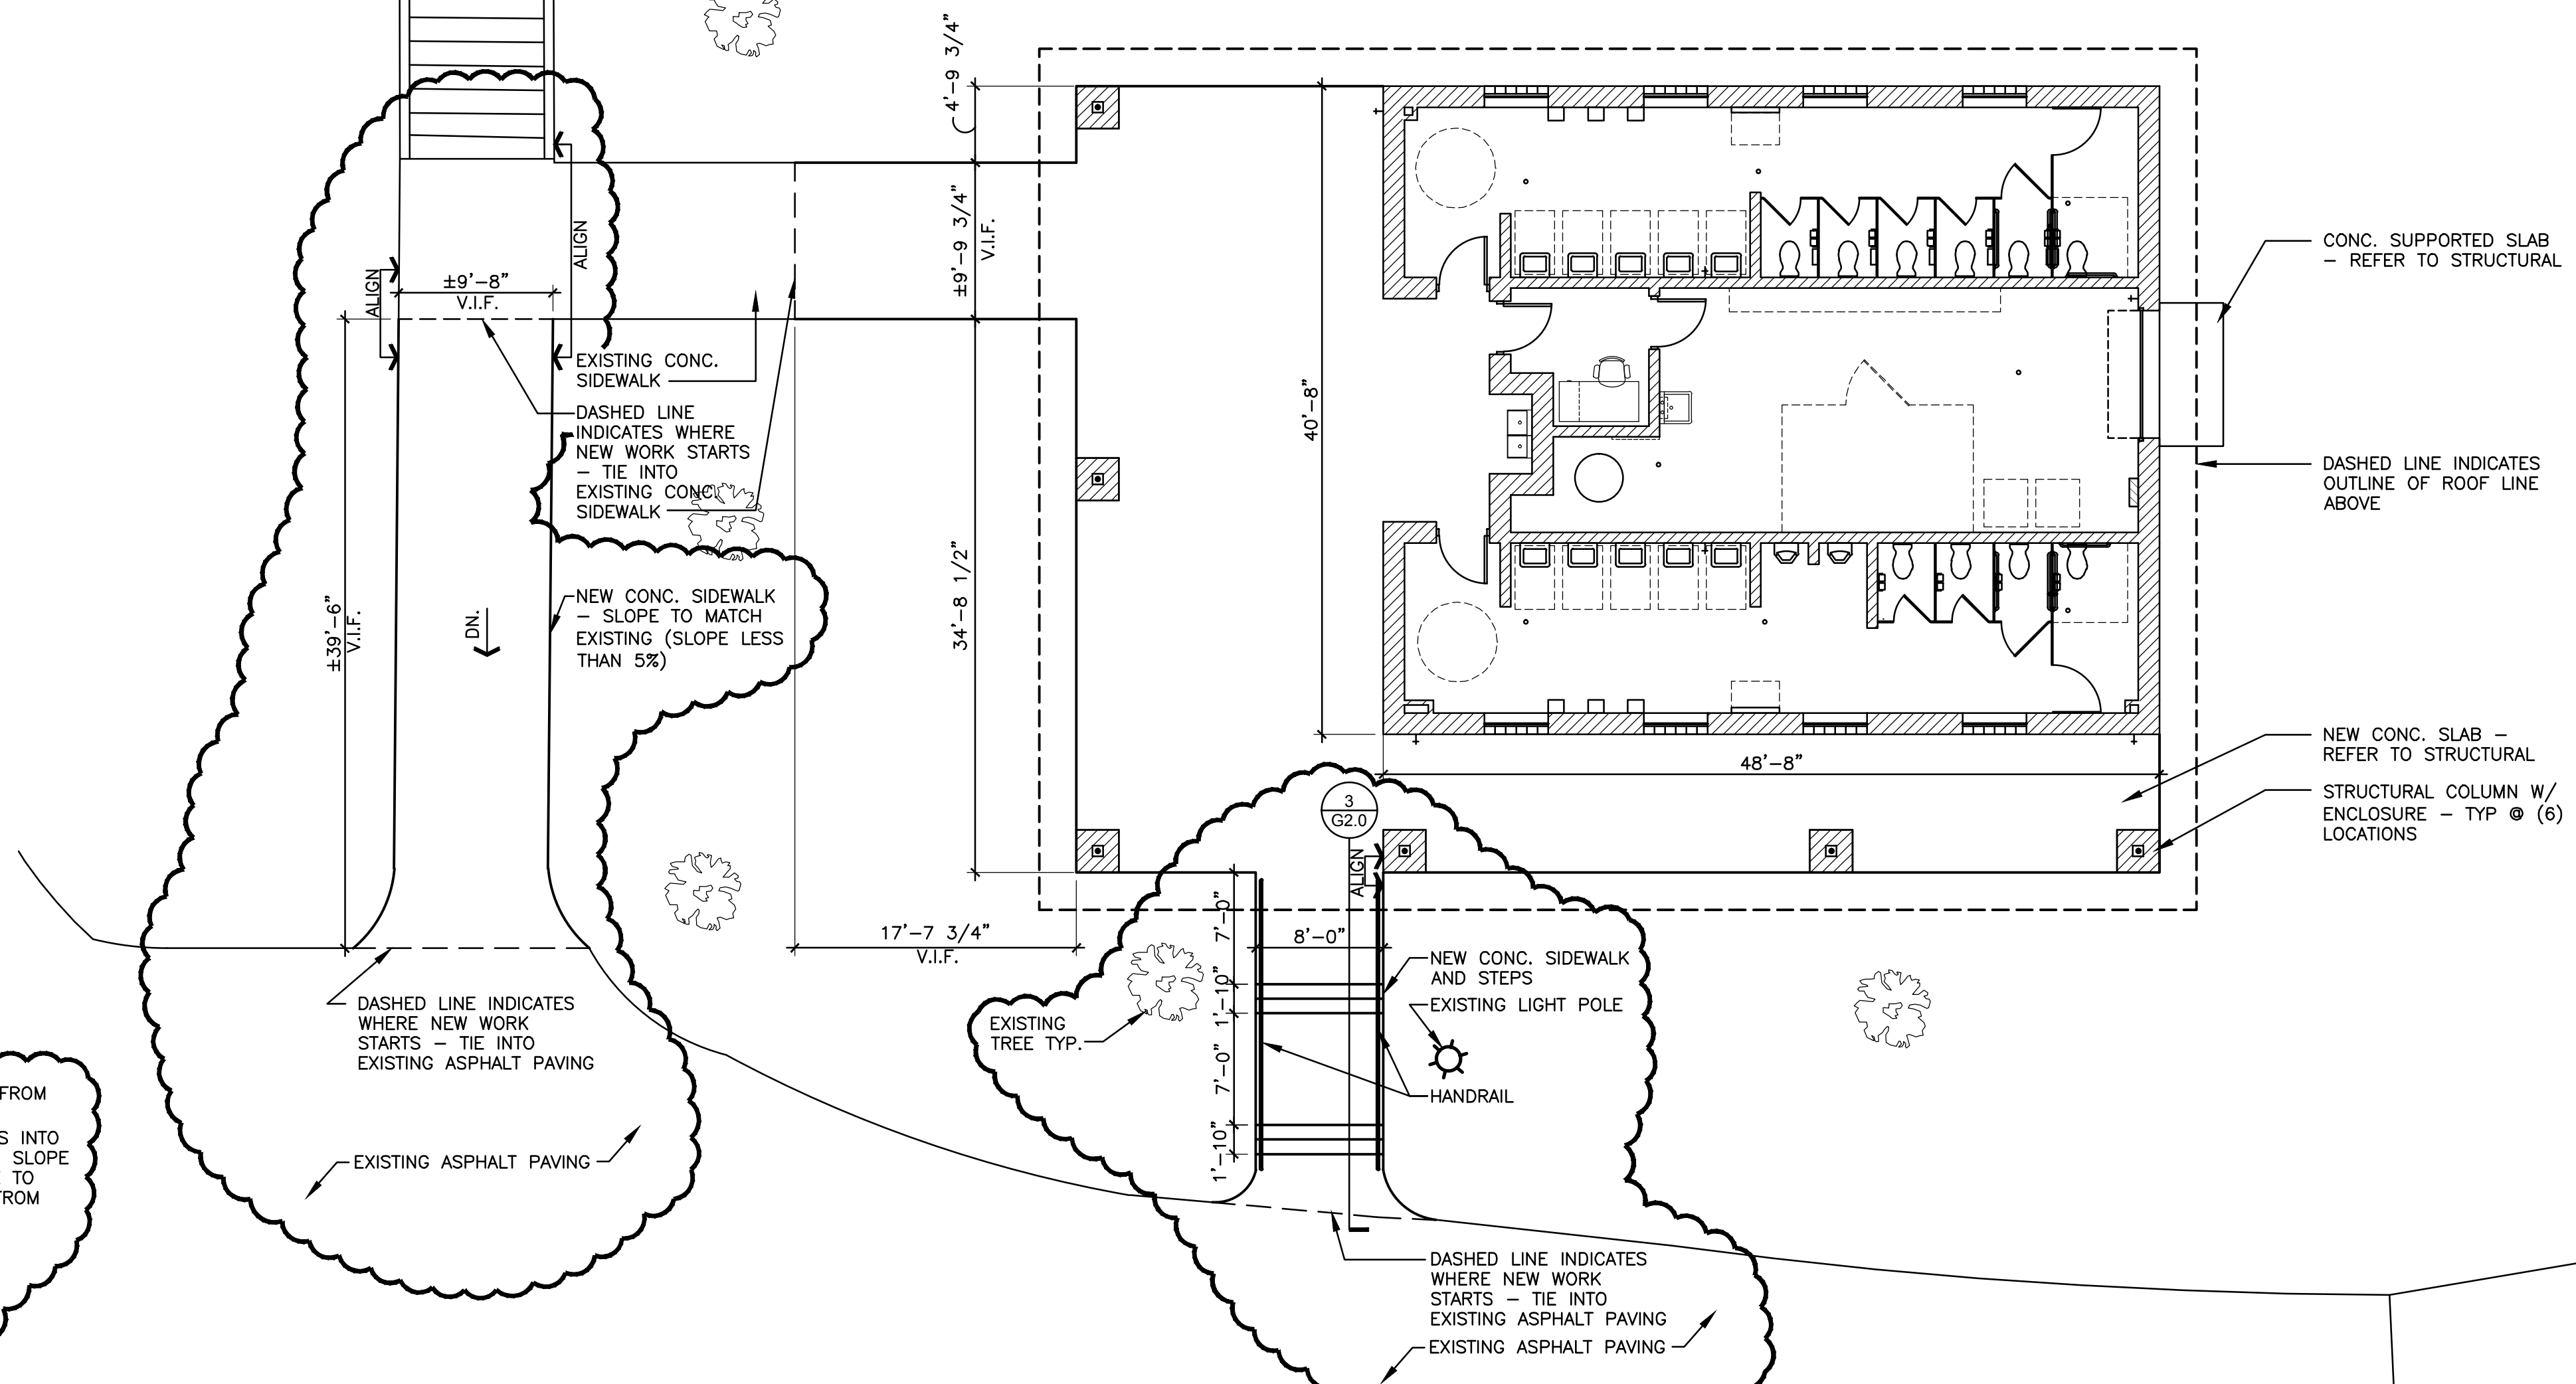 4'-9 3/4"
±9'-9 3/4"
V.I.F.
34'-8 1/2"
40'-8"
48'-8"
ALIGN
ALIGN
±9'-8"
V.I.F.
±39'-6"
V.I.F.
DN.
EXISTING CONC.
SIDEWALK
DASHED LINE
INDICATES WHERE
NEW WORK STARTS
– TIE INTO
EXISTING CONC.
SIDEWALK
NEW CONC. SIDEWALK
– SLOPE TO MATCH
EXISTING (SLOPE LESS
THAN 5%)
CONC. SUPPORTED SLAB
– REFER TO STRUCTURAL
DASHED LINE INDICATES
OUTLINE OF ROOF LINE
ABOVE
NEW CONC. SLAB –
REFER TO STRUCTURAL
STRUCTURAL COLUMN W/
ENCLOSURE – TYP @ (6)
LOCATIONS
3
G2.0
ALIGN
17'-7 3/4"
V.I.F.
7'-0"
8'-0"
1'-10"
7'-0"
1'-10"
NEW CONC. SIDEWALK
AND STEPS
EXISTING LIGHT POLE
HANDRAIL
EXISTING
TREE TYP.
DASHED LINE INDICATES
WHERE NEW WORK
STARTS – TIE INTO
EXISTING ASPHALT PAVING
EXISTING ASPHALT PAVING
FROM
S INTO
SLOPE
TO
FROM
DASHED LINE INDICATES
WHERE NEW WORK
STARTS – TIE INTO
EXISTING ASPHALT PAVING
EXISTING ASPHALT PAVING